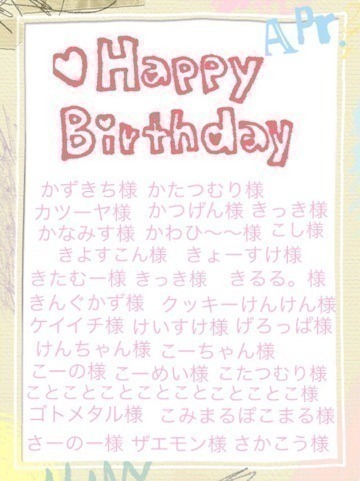 Apr.
♡Happy
Birthday
かずきち様 かたつむり様
カツーヤ様 かつげん様 きっき様
かなみす様 かわひ〜〜様 こし様
きよすこん様 きょーすけ様
きたむー様 きっき様 きるる。様
きんぐかず様 クッキーけんけん様
ケイイチ様 けいすけ様 げろっぱ様
けんちゃん様 こーちゃん様
こーの様 こーめい様 こたつむり様
ことことことことことことことこ様
ゴトメタル様 こみまるぽこまる様
さーのー様 ザエモン様 さかこう様